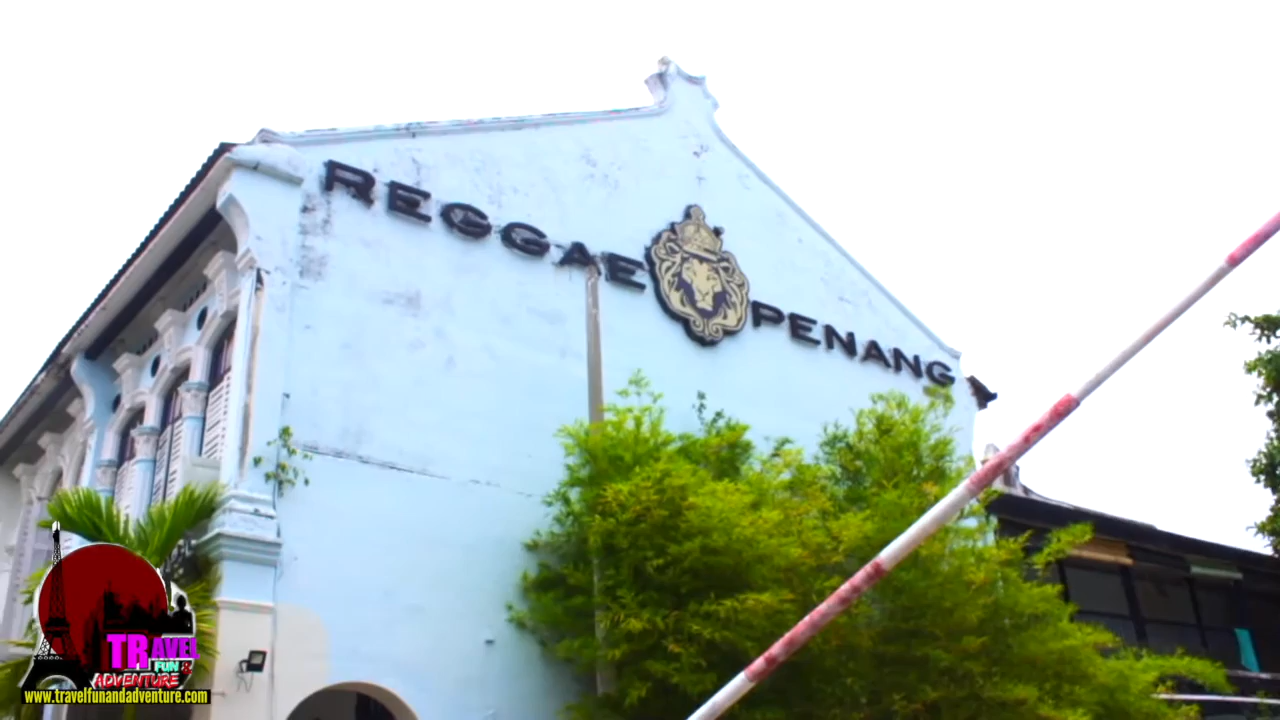 REGGAE PENANG
TRAVEL
FUN &
ADVENTURE
www.travelfunandadventure.com